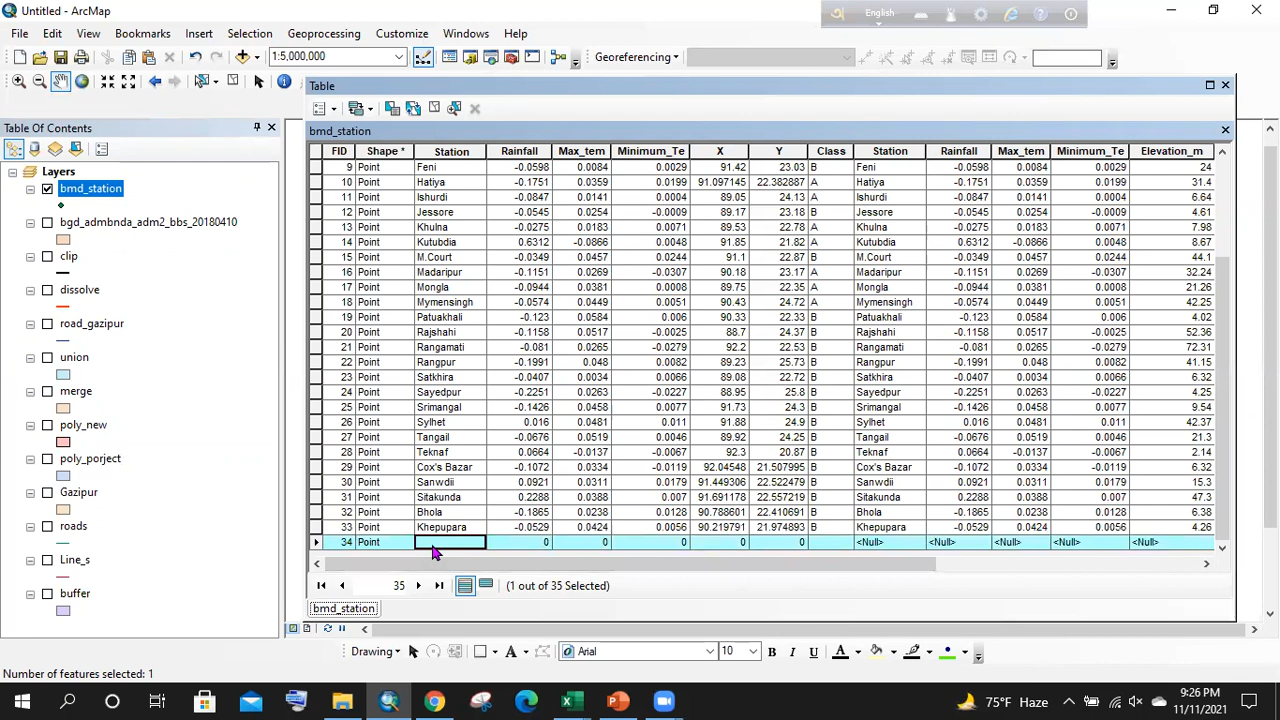 Untitled - ArcMap
English
File Edit View Bookmarks Insert Selection Geoprocessing Customize Windows Help
1:5,000,000 Georeferencing
Table
Table Of Contents
bmd_station
Layers
bmd_station
bgd_admbnda_adm2_bbs_20180410
clip
dissolve
road_gazipur
union
merge
poly_new
poly_porject
Gazipur
roads
Line_s
buffer
FID Shape * Station Rainfall Max_tem Minimum_Te X Y Class Station Rainfall Max_tem Minimum_Te Elevation_m
9 Point Feni -0.0598 0.0084 0.0029 91.42 23.03 B Feni -0.0598 0.0084 0.0029 24
10 Point Hatiya -0.1751 0.0359 0.0199 91.097145 22.382887 A Hatiya -0.1751 0.0359 0.0199 31.4
11 Point Ishurdi -0.0847 0.0141 0.0004 89.05 24.13 A Ishurdi -0.0847 0.0141 0.0004 6.64
12 Point Jessore -0.0545 0.0254 -0.0009 89.17 23.18 B Jessore -0.0545 0.0254 -0.0009 4.61
13 Point Khulna -0.0275 0.0183 0.0071 89.53 22.78 A Khulna -0.0275 0.0183 0.0071 7.98
14 Point Kutubdia 0.6312 -0.0866 0.0048 91.85 21.82 A Kutubdia 0.6312 -0.0866 0.0048 8.67
15 Point M.Court -0.0349 0.0457 0.0244 91.1 22.87 B M.Court -0.0349 0.0457 0.0244 44.1
16 Point Madaripur -0.1151 0.0269 -0.0307 90.18 23.17 A Madaripur -0.1151 0.0269 -0.0307 32.24
17 Point Mongla -0.0944 0.0381 0.0008 89.75 22.35 A Mongla -0.0944 0.0381 0.0008 21.26
18 Point Mymensingh -0.0574 0.0449 0.0051 90.43 24.72 A Mymensingh -0.0574 0.0449 0.0051 42.25
19 Point Patuakhali -0.123 0.0584 0.006 90.33 22.33 B Patuakhali -0.123 0.0584 0.006 4.02
20 Point Rajshahi -0.1158 0.0517 -0.0025 88.7 24.37 B Rajshahi -0.1158 0.0517 -0.0025 52.36
21 Point Rangamati -0.081 0.0265 -0.0279 92.2 22.53 B Rangamati -0.081 0.0265 -0.0279 72.31
22 Point Rangpur -0.1991 0.048 0.0082 89.23 25.73 B Rangpur -0.1991 0.048 0.0082 41.15
23 Point Satkhira -0.0407 0.0034 0.0066 89.08 22.72 B Satkhira -0.0407 0.0034 0.0066 6.32
24 Point Sayedpur -0.2251 0.0263 -0.0227 88.95 25.8 B Sayedpur -0.2251 0.0263 -0.0227 4.25
25 Point Srimangal -0.1426 0.0458 0.0077 91.73 24.3 B Srimangal -0.1426 0.0458 0.0077 9.54
26 Point Sylhet 0.016 0.0481 0.011 91.88 24.9 B Sylhet 0.016 0.0481 0.011 42.37
27 Point Tangail -0.0676 0.0519 0.0046 89.92 24.25 B Tangail -0.0676 0.0519 0.0046 21.3
28 Point Teknaf 0.0664 -0.0137 -0.0067 92.3 20.87 B Teknaf 0.0664 -0.0137 -0.0067 2.14
29 Point Cox's Bazar -0.1072 0.0334 -0.0119 92.04548 21.507995 B Cox's Bazar -0.1072 0.0334 -0.0119 6.32
30 Point Sanwdii 0.0921 0.0361 -0.0179 91.449306 22.522479 B Sanwdii 0.0921 0.0361 -0.0179 15.3
31 Point Sitakunda 0.2288 0.0388 0.007 91.691178 22.557219 B Sitakunda 0.2288 0.0388 0.007 47.3
32 Point Bhola -0.1865 0.0238 0.0128 90.788601 22.410691 B Bhola -0.1865 0.0238 0.0128 6.38
33 Point Khepupara -0.0529 0.0424 0.0056 90.219791 21.974893 B Khepupara -0.0529 0.0424 0.0056 4.26
34 Point 0 0 0 0 0 <Null> <Null> <Null> <Null> <Null>
35 (1 out of 35 Selected)
bmd_station
Drawing A Arial 10 B I U A
Number of features selected: 1
75°F Haze 9:26 PM
11/11/2021